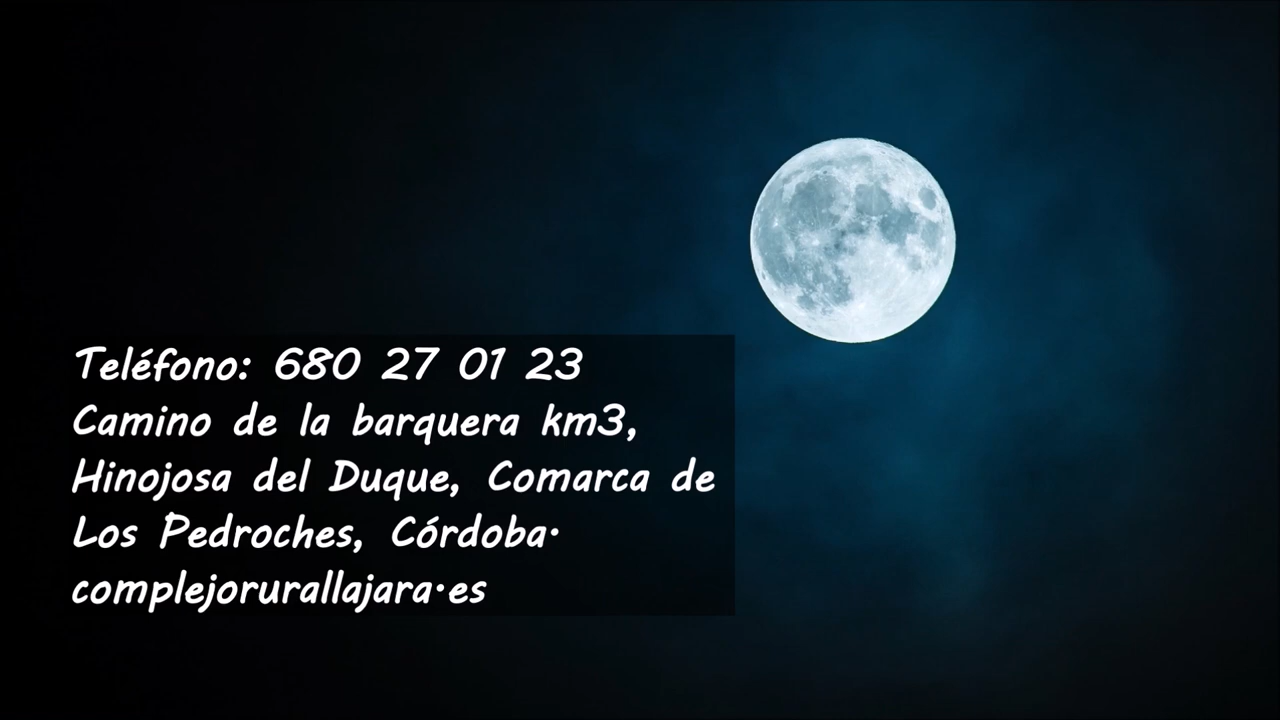 Teléfono: 680 27 01 23
Camino de la barquera km3,
Hinojosa del Duque, Comarca de
Los Pedroches, Córdoba.
complejorurallajara.es